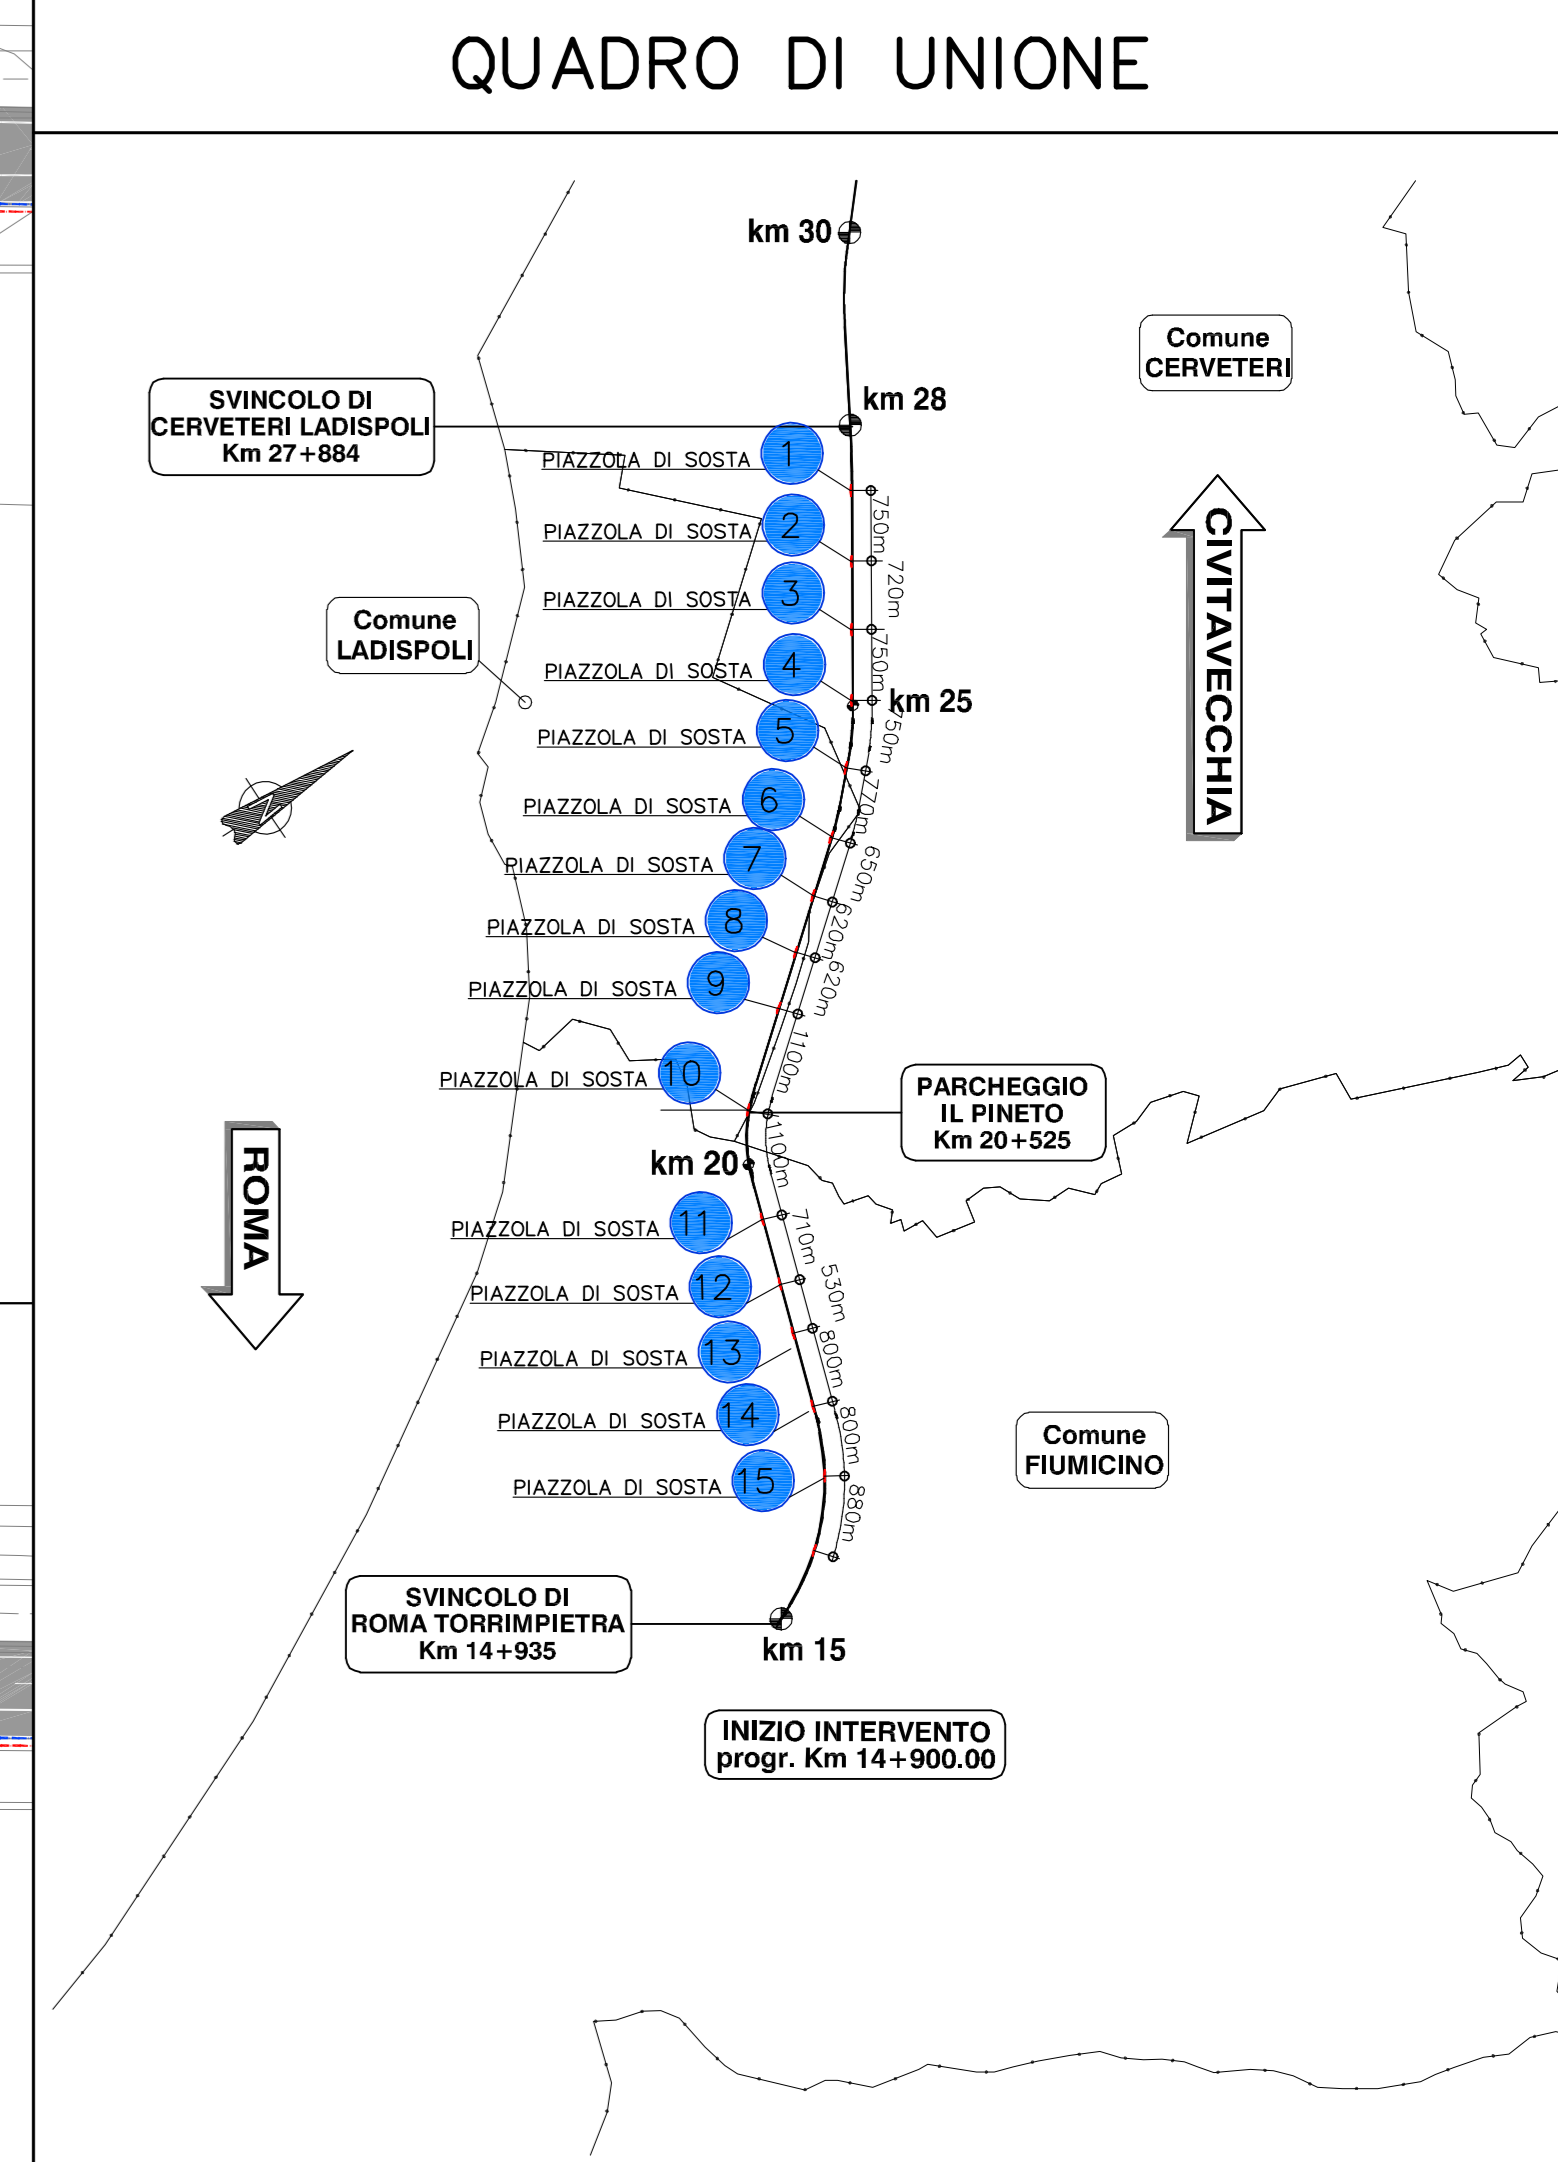 QUADRO DI UNIONE
km 30
Comune
CERVETERI
SVINCOLO DI
CERVETERI LADISPOLI
Km 27+884
km 28
PIAZZOLA DI SOSTA 1
750m
PIAZZOLA DI SOSTA 2
720m
CIVITAVECCHIA
PIAZZOLA DI SOSTA 3
750m
Comune
LADISPOLI
PIAZZOLA DI SOSTA 4
km 25
750m
PIAZZOLA DI SOSTA 5
770m
Z
PIAZZOLA DI SOSTA 6
650m
PIAZZOLA DI SOSTA 7
620m
PIAZZOLA DI SOSTA 8
620m
PIAZZOLA DI SOSTA 9
1100m
PIAZZOLA DI SOSTA 10
PARCHEGGIO
IL PINETO
Km 20+525
1100m
km 20
ROMA
PIAZZOLA DI SOSTA 11
710m
PIAZZOLA DI SOSTA 12
530m
PIAZZOLA DI SOSTA 13
800m
PIAZZOLA DI SOSTA 14
800m
Comune
FIUMICINO
PIAZZOLA DI SOSTA 15
880m
SVINCOLO DI
ROMA TORRIMPIETRA
Km 14+935
km 15
INIZIO INTERVENTO
progr. Km 14+900.00